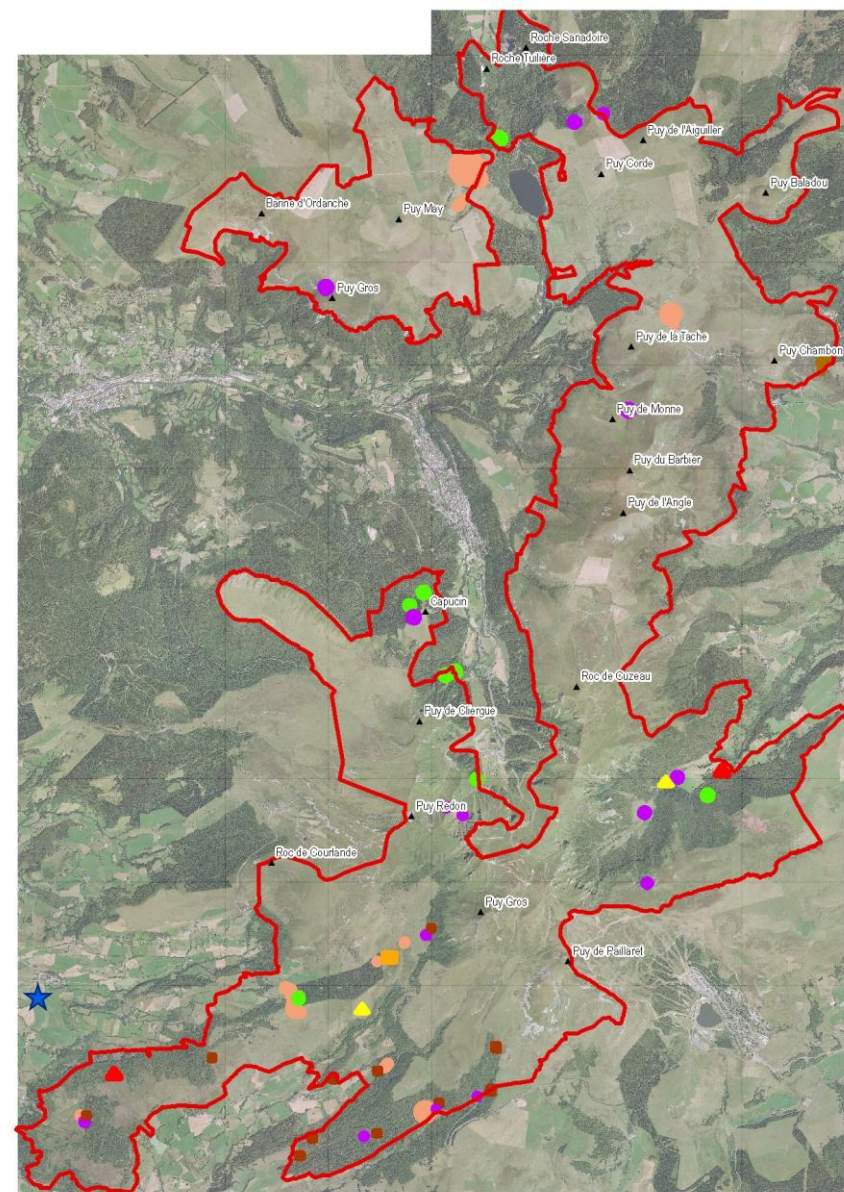 Roche Sanadoire
Roche Tuilière
Puy de l'Aiguiller
Puy Corde
Puy Baladou
Banne d'Ordanche
Puy May
Puy Gros
Puy de la Tache
Puy Chambon
Puy de Monne
Puy du Barbier
Puy de l'Angle
Capucin
Roc de Cuzeau
Puy de Cliergue
Puy Redon
Roc de Courlande
Puy Gros
Puy de Paillaret